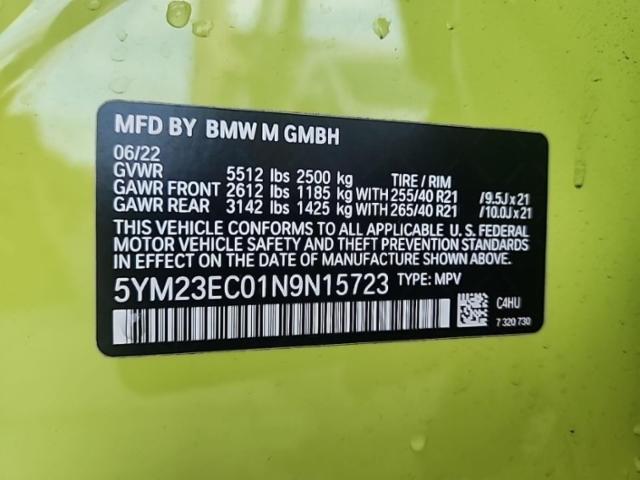 MFD BY BMW M GMBH
06/22
GVWR 5512 lbs 2500 kg TIRE / RIM
GAWR FRONT 2612 lbs 1185 kg WITH 255/40 R21 /9.5J x 21
GAWR REAR 3142 lbs 1425 kg WITH 265/40 R21 /10.0J x 21
THIS VEHICLE CONFORMS TO ALL APPLICABLE U. S. FEDERAL
MOTOR VEHICLE SAFETY AND THEFT PREVENTION STANDARDS
IN EFFECT ON THE DATE OF MANUFACTURE SHOWN ABOVE.
5YM23EC01N9N15723 TYPE: MPV
C4HU
7 320 730